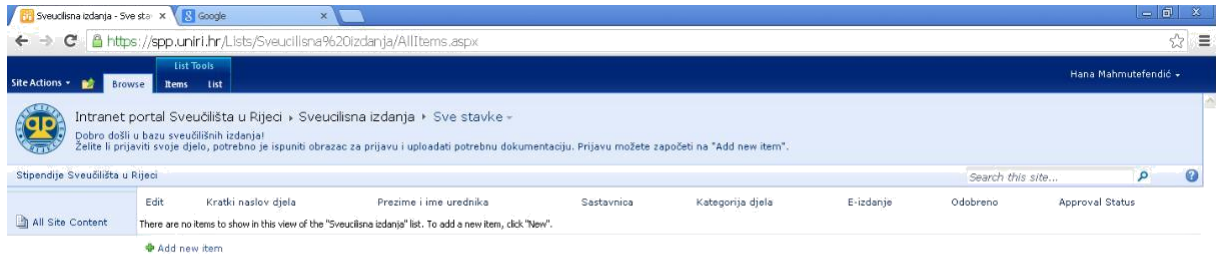 Sveucilisna izdanja - Sve sta
Google
https://spp.uniri.hr/Lists/Sveucilisna%20izdanja/AllItems.aspx
List Tools
Site Actions
Browse
Items
List
Hana Mahmutefendić
Intranet portal Sveučilišta u Rijeci ▸ Sveucilisna izdanja ▸ Sve stavke
Dobro došli u bazu sveučilišnih izdanja!
Želite li prijaviti svoje djelo, potrebno je ispuniti obrazac za prijavu i uploadati potrebnu dokumentaciju. Prijavu možete započeti na "Add new item".
Stipendije Sveučilišta u Rijeci
Search this site...
Edit Kratki naslov djela Prezime i ime urednika Sastavnica Kategorija djela E-izdanje Odobreno Approval Status
All Site Content
There are no items to show in this view of the "Sveucilisna izdanja" list. To add a new item, click "New".
Add new item